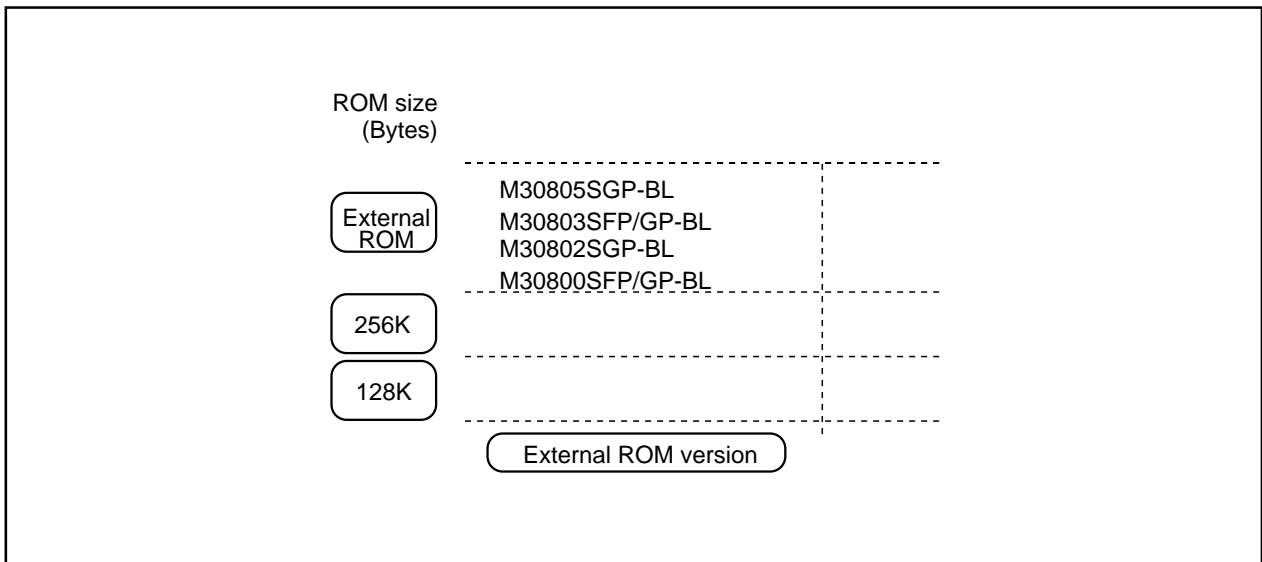 ROM size
(Bytes)
External
ROM
M30805SGP-BL
M30803SFP/GP-BL
M30802SGP-BL
M30800SFP/GP-BL
256K
128K
External ROM version